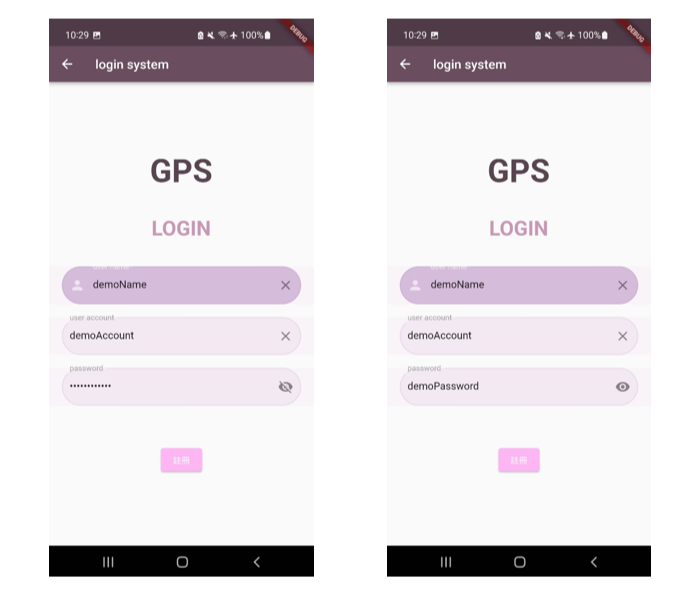 10:29 100% DEBUG
login system
GPS
LOGIN
user name
demoName
user account
demoAccount
password
••••••••••••
註冊
10:29 100% DEBUG
login system
GPS
LOGIN
user name
demoName
user account
demoAccount
password
demoPassword
註冊